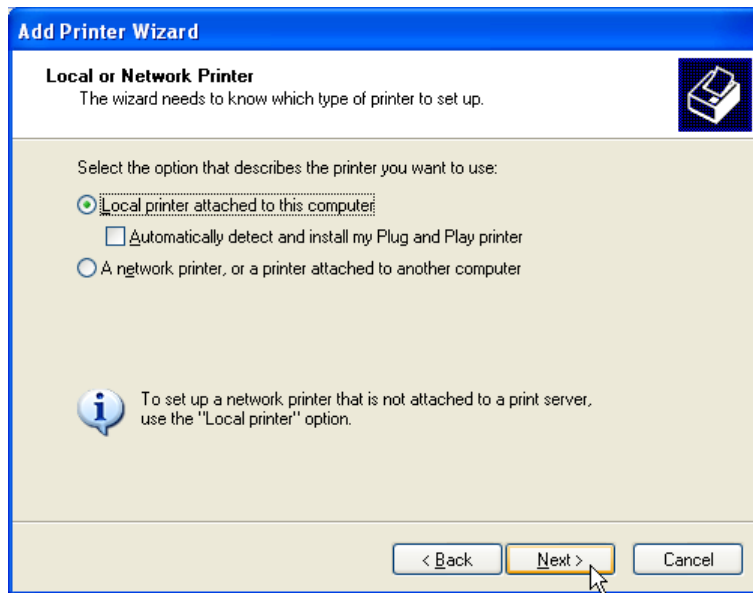 Add Printer Wizard
Local or Network Printer
The wizard needs to know which type of printer to set up.
Select the option that describes the printer you want to use:
Local printer attached to this computer
Automatically detect and install my Plug and Play printer
A network printer, or a printer attached to another computer
To set up a network printer that is not attached to a print server,
use the "Local printer" option.
< Back Next > Cancel